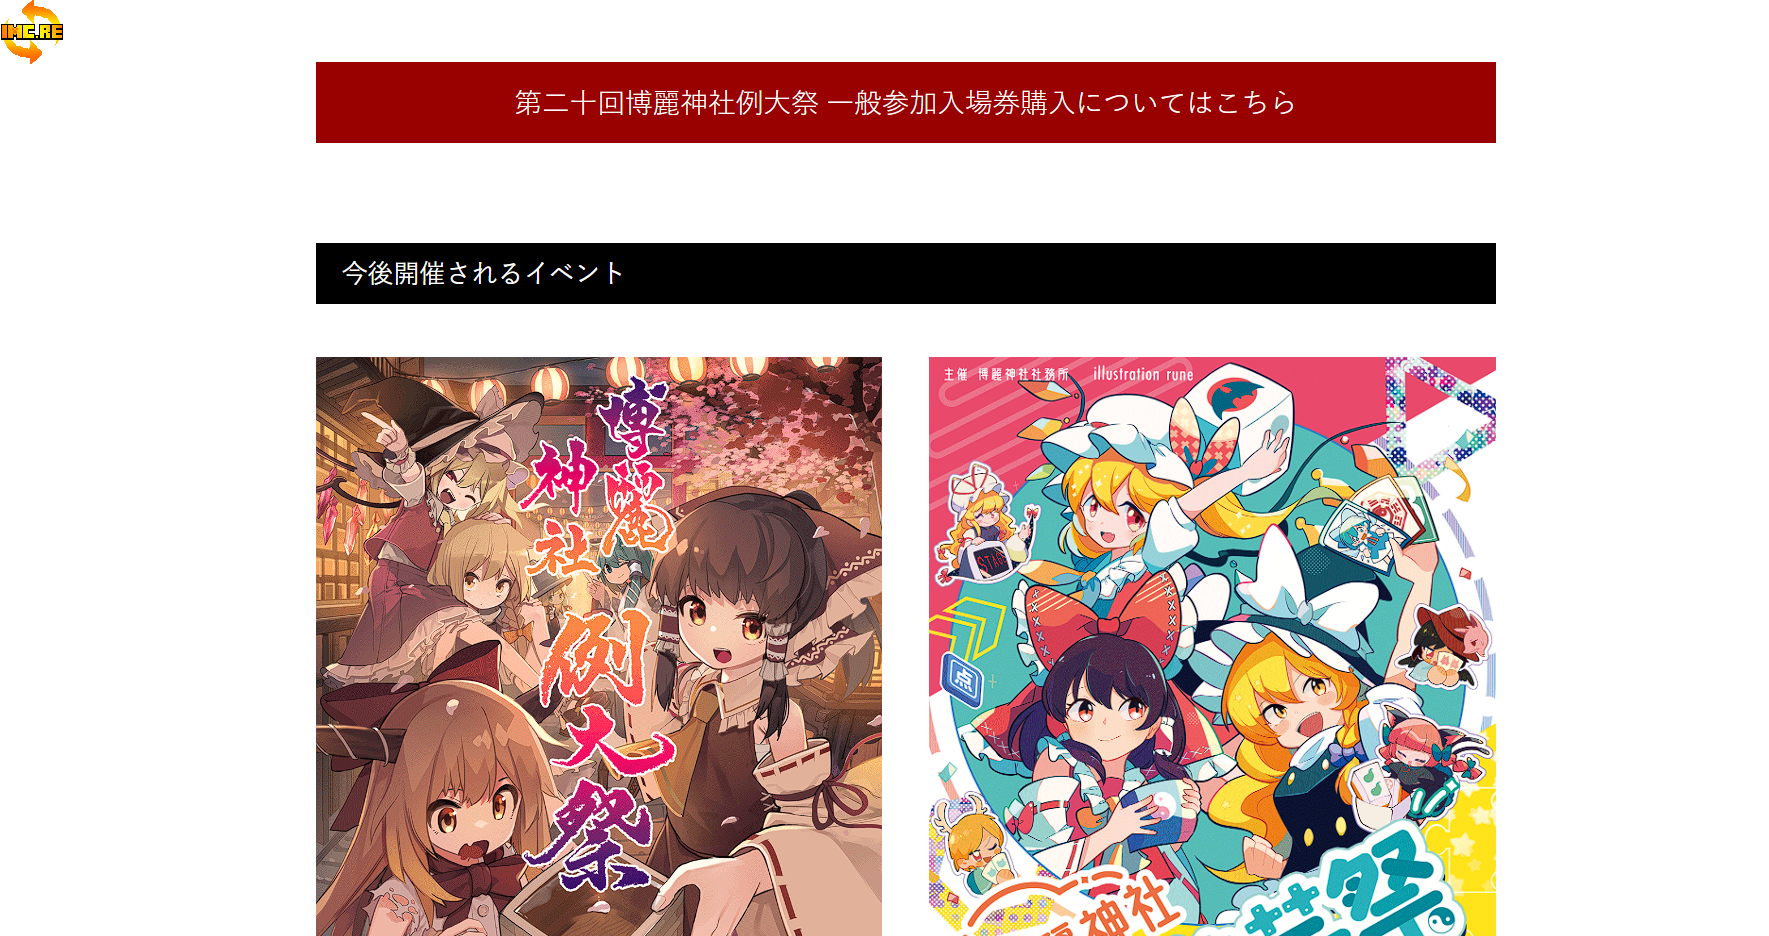 IMC.RE
第二十回博麗神社例大祭 一般参加入場券購入についてはこちら
今後開催されるイベント
博麗
神社
例大祭
主催 博麗神社社務所 illustration rune
STAGE
点
神社
祭